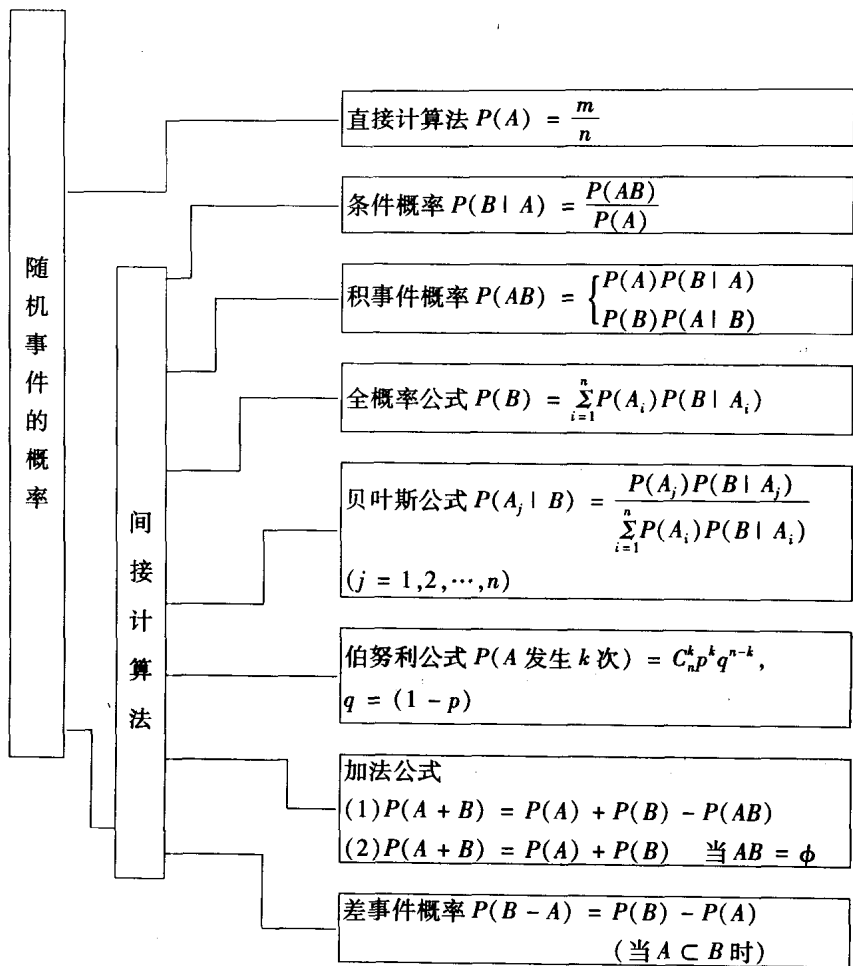 随机事件的概率
间接计算法
直接计算法 P(A) = m/n
条件概率 P(B | A) = P(AB)/P(A)
积事件概率 P(AB) = { P(A)P(B | A)
P(B)P(A | B)
全概率公式 P(B) = Σ_{i=1}^{n} P(A_i)P(B | A_i)
贝叶斯公式 P(A_j | B) = P(A_j)P(B | A_j) / Σ_{i=1}^{n} P(A_i)P(B | A_i)
(j = 1,2,⋯,n)
伯努利公式 P(A 发生 k 次) = C_n^k p^k q^{n-k},
q = (1 - p)
加法公式
(1)P(A + B) = P(A) + P(B) - P(AB)
(2)P(A + B) = P(A) + P(B) 当 AB = ϕ
差事件概率 P(B - A) = P(B) - P(A)
(当 A ⊂ B 时)